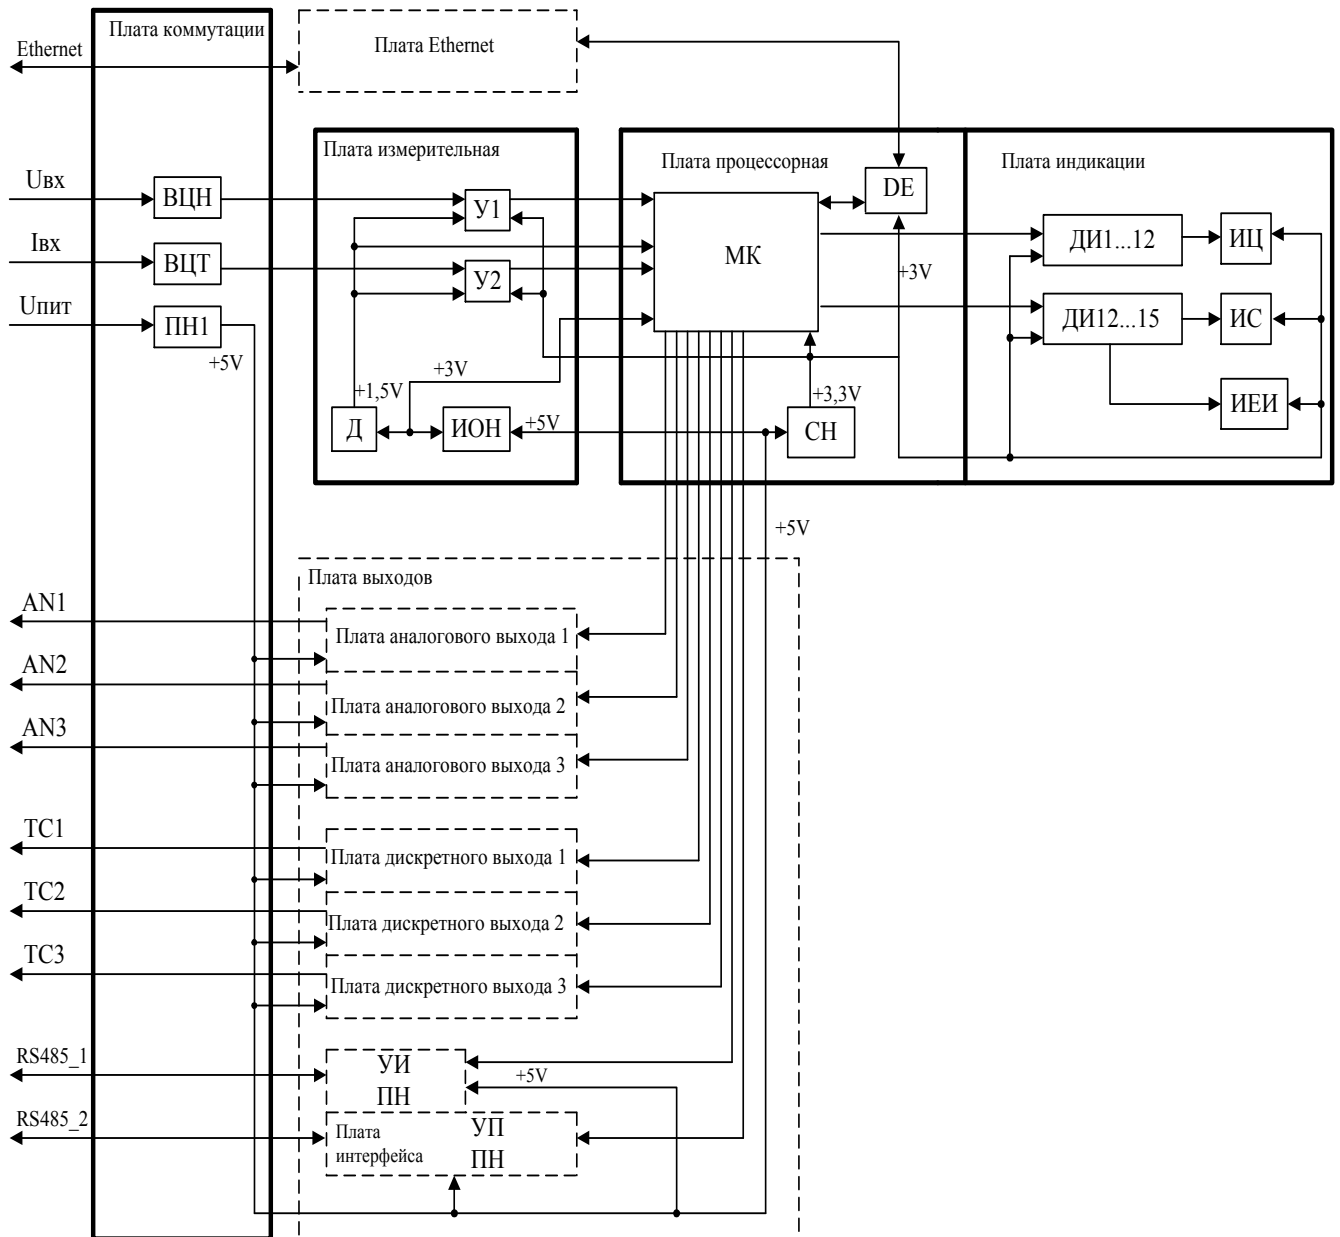 Плата коммутации
Ethernet
Плата Ethernet
Плата измерительная
Плата процессорная
Плата индикации
Uвх
ВЦН
У1
DE
Iвх
ВЦТ
У2
МК
ДИ1...12
ИЦ
+3V
Uпит
ПН1
ДИ12...15
ИС
+5V
+3V
+1,5V
+3,3V
ИЕИ
Д
ИОН
+5V
СН
+5V
Плата выходов
AN1
Плата аналогового выхода 1
AN2
Плата аналогового выхода 2
AN3
Плата аналогового выхода 3
ТС1
Плата дискретного выхода 1
ТС2
Плата дискретного выхода 2
ТС3
Плата дискретного выхода 3
RS485_1
УИ
ПН
+5V
RS485_2
Плата
интерфейса
УП
ПН